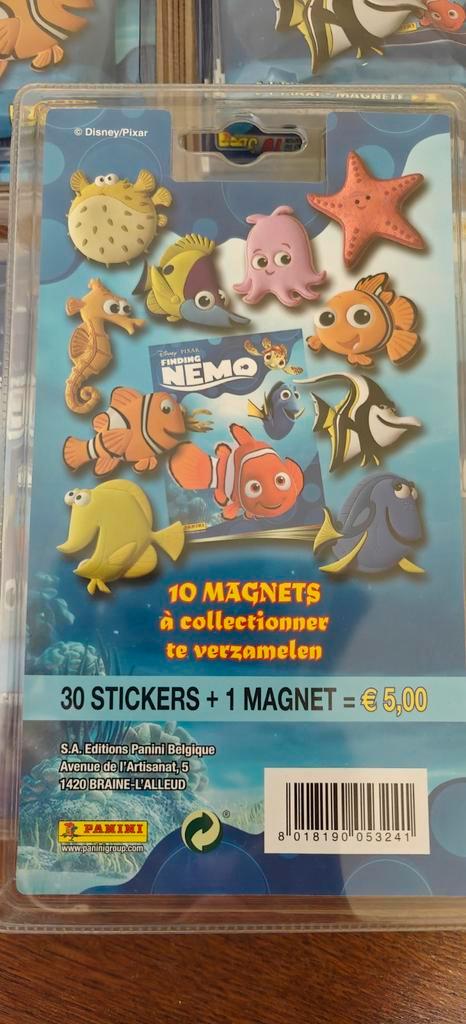 © Disney/Pixar
Disney · PIXAR
FINDING
NEMO
PANINI
10 MAGNETS
à collectionner
te verzamelen
30 STICKERS + 1 MAGNET = € 5,00
S.A. Editions Panini Belgique
Avenue de l'Artisanat, 5
1420 BRAINE-L'ALLEUD
PANINI
www.paninigroup.com
®
8 018190 053241